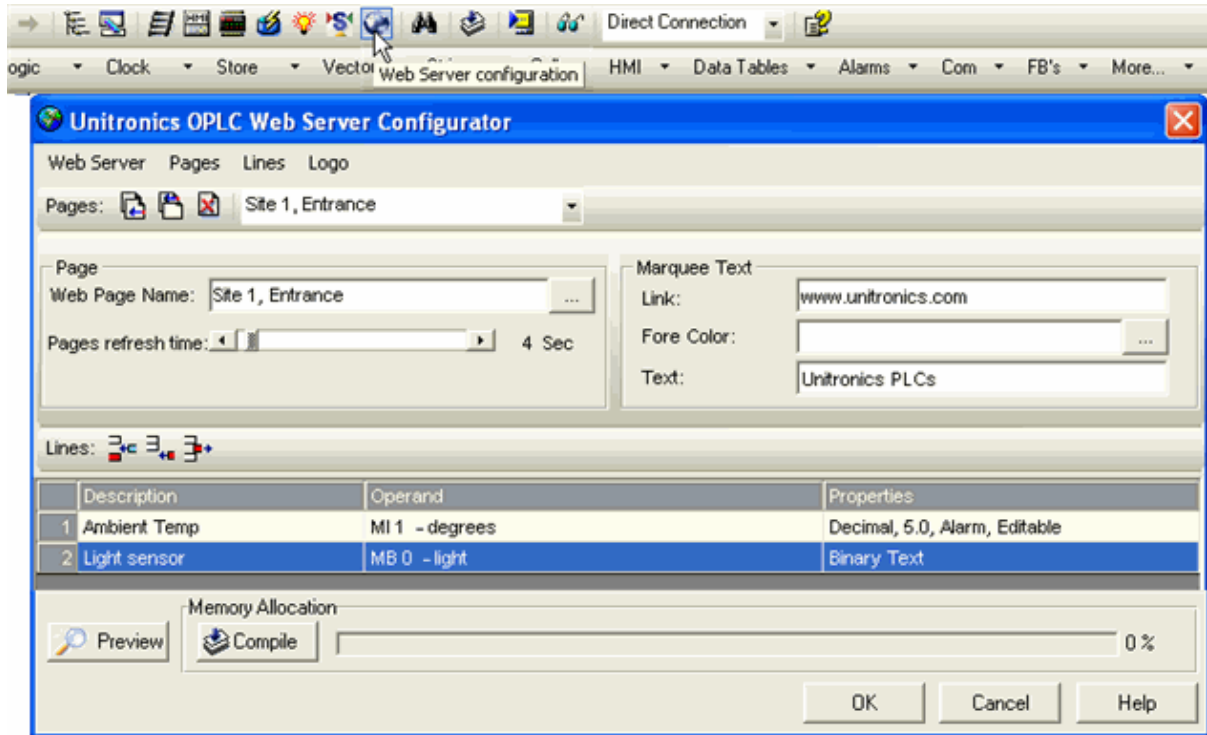 Direct Connection
ogic Clock Store Vector HMI Data Tables Alarms Com FB's More...
Web Server configuration
Unitronics OPLC Web Server Configurator
Web Server Pages Lines Logo
Pages: Site 1, Entrance
Page
Web Page Name: Site 1, Entrance ...
Pages refresh time: 4 Sec
Marquee Text
Link: www.unitronics.com
Fore Color: ...
Text: Unitronics PLCs
Lines:
Description Operand Properties
1 Ambient Temp MI 1 - degrees Decimal, 5.0, Alarm, Editable
2 Light sensor MB 0 - light Binary Text
Memory Allocation
Preview Compile 0 %
OK Cancel Help